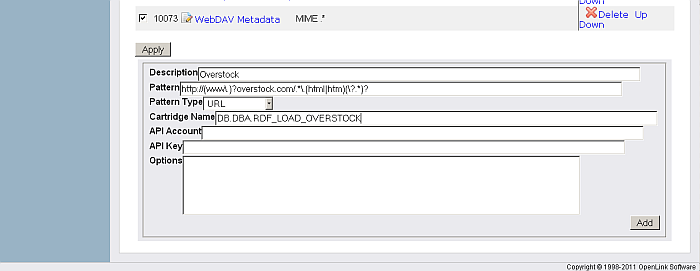 Down
10073 WebDAV Metadata MIME .* Delete Up
Down
Apply
Description Overstock
Pattern http://(www\.)?overstock.com/.*\.(html|htm)(\?.*)?
Pattern Type URL
Cartridge Name DB.DBA.RDF_LOAD_OVERSTOCK
API Account
API Key
Options
Add
Copyright © 1998-2011 OpenLink Software